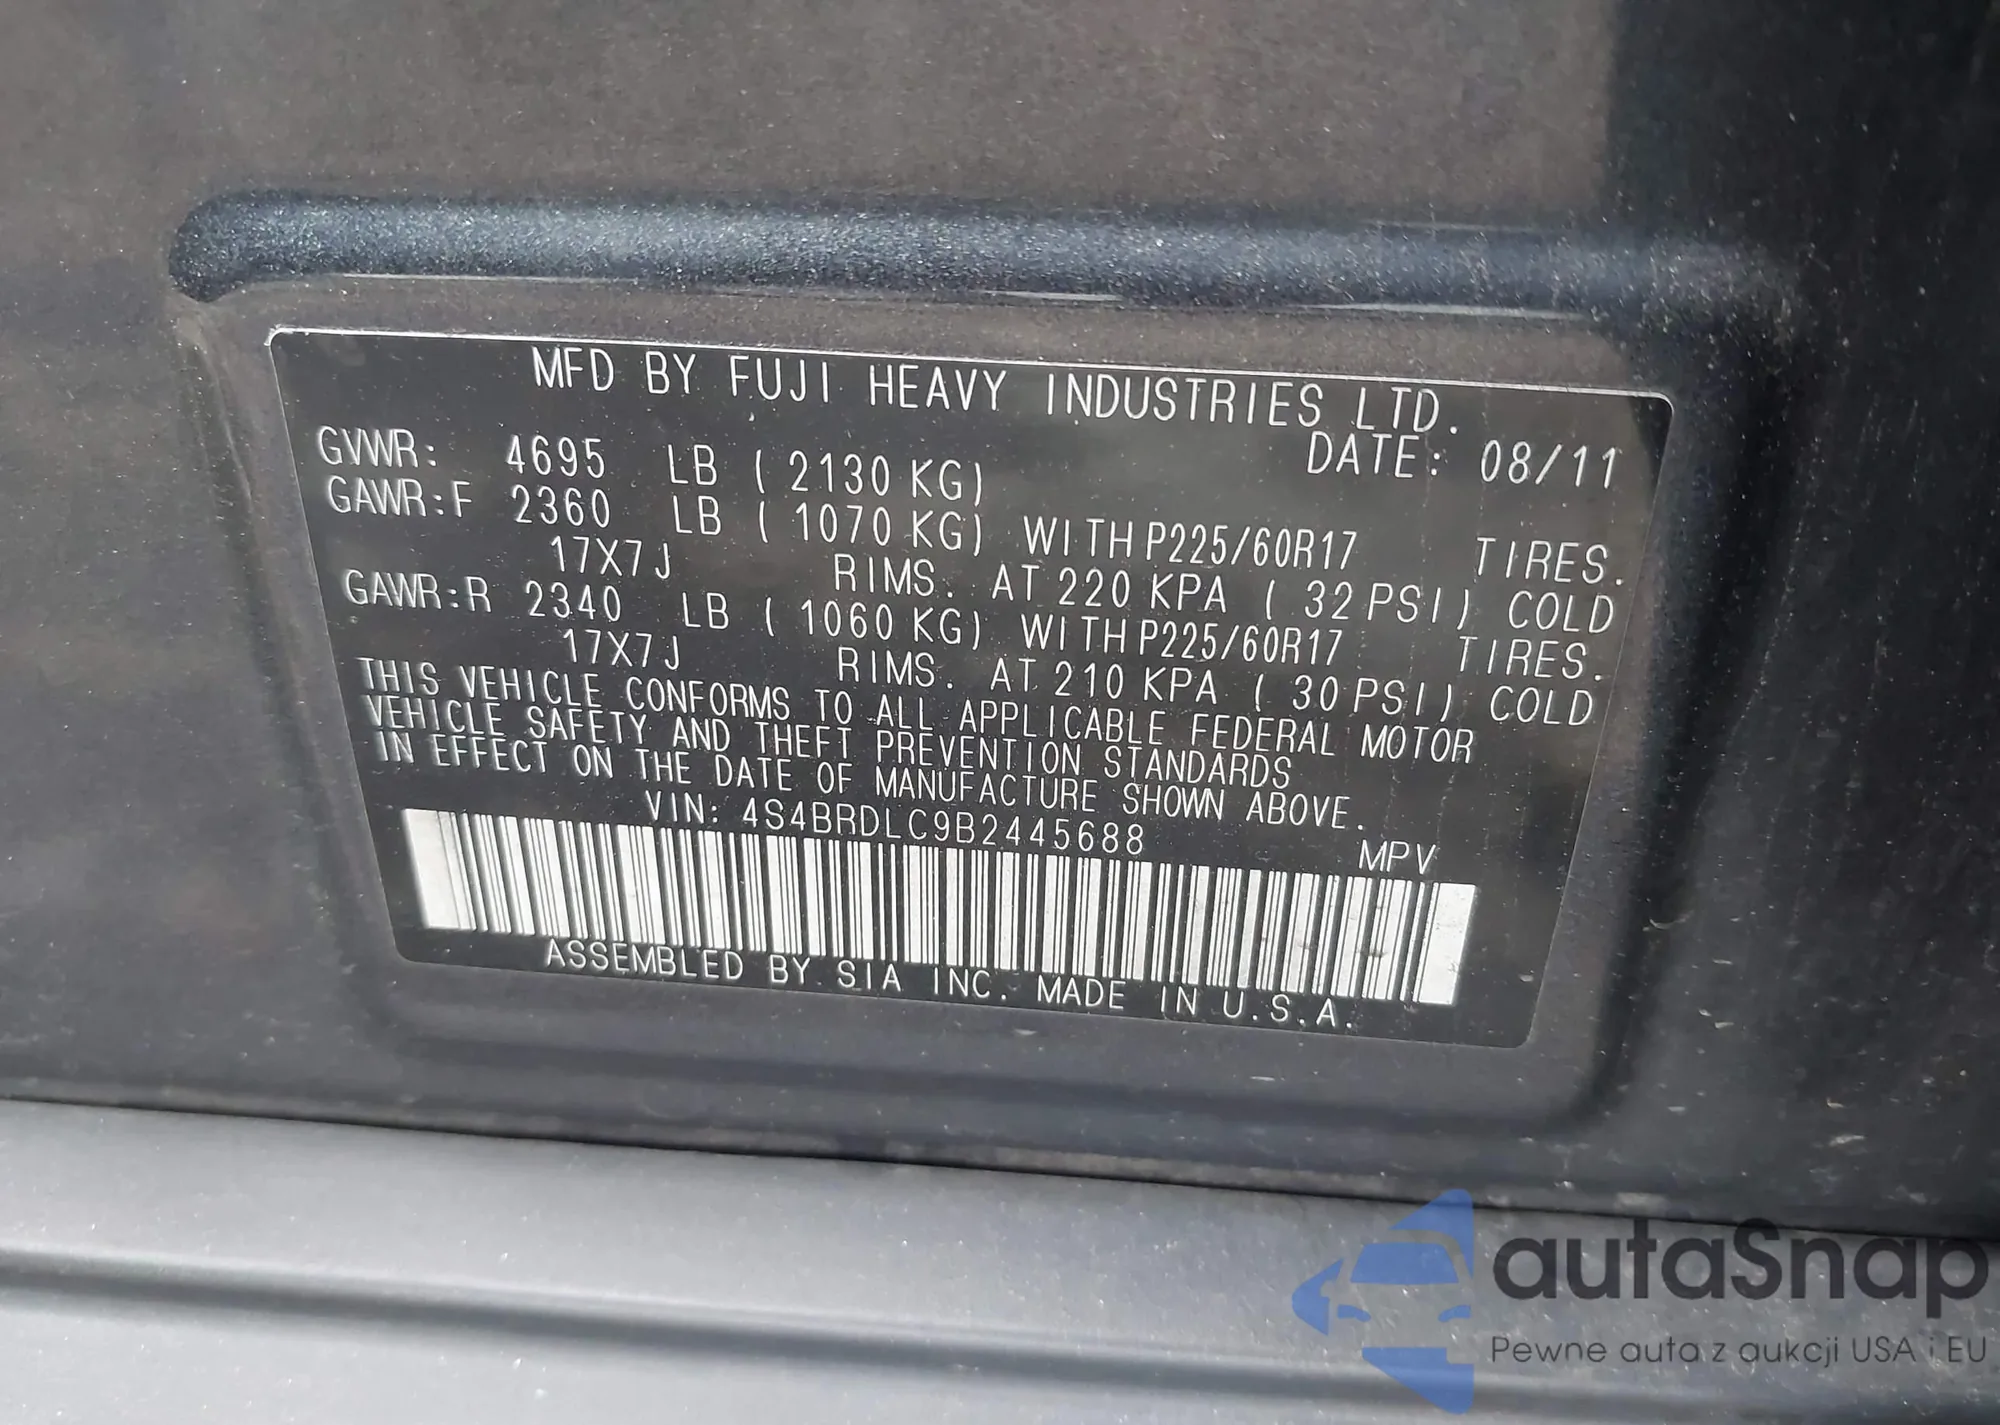 MFD BY FUJI HEAVY INDUSTRIES LTD.
GVWR: 4695 LB ( 2130 KG) DATE: 08/11
GAWR:F 2360 LB ( 1070 KG) WITH P225/60R17 TIRES.
17X7J RIMS. AT 220 KPA ( 32 PSI) COLD
GAWR:R 2340 LB ( 1060 KG) WITH P225/60R17 TIRES.
17X7J RIMS. AT 210 KPA ( 30 PSI) COLD
THIS VEHICLE CONFORMS TO ALL APPLICABLE FEDERAL MOTOR
VEHICLE SAFETY AND THEFT PREVENTION STANDARDS
IN EFFECT ON THE DATE OF MANUFACTURE SHOWN ABOVE.
VIN: 4S4BRDLC9B2445688 MPV
ASSEMBLED BY SIA INC. MADE IN U.S.A.
autaSnap
Pewne auta z aukcji USA i EU